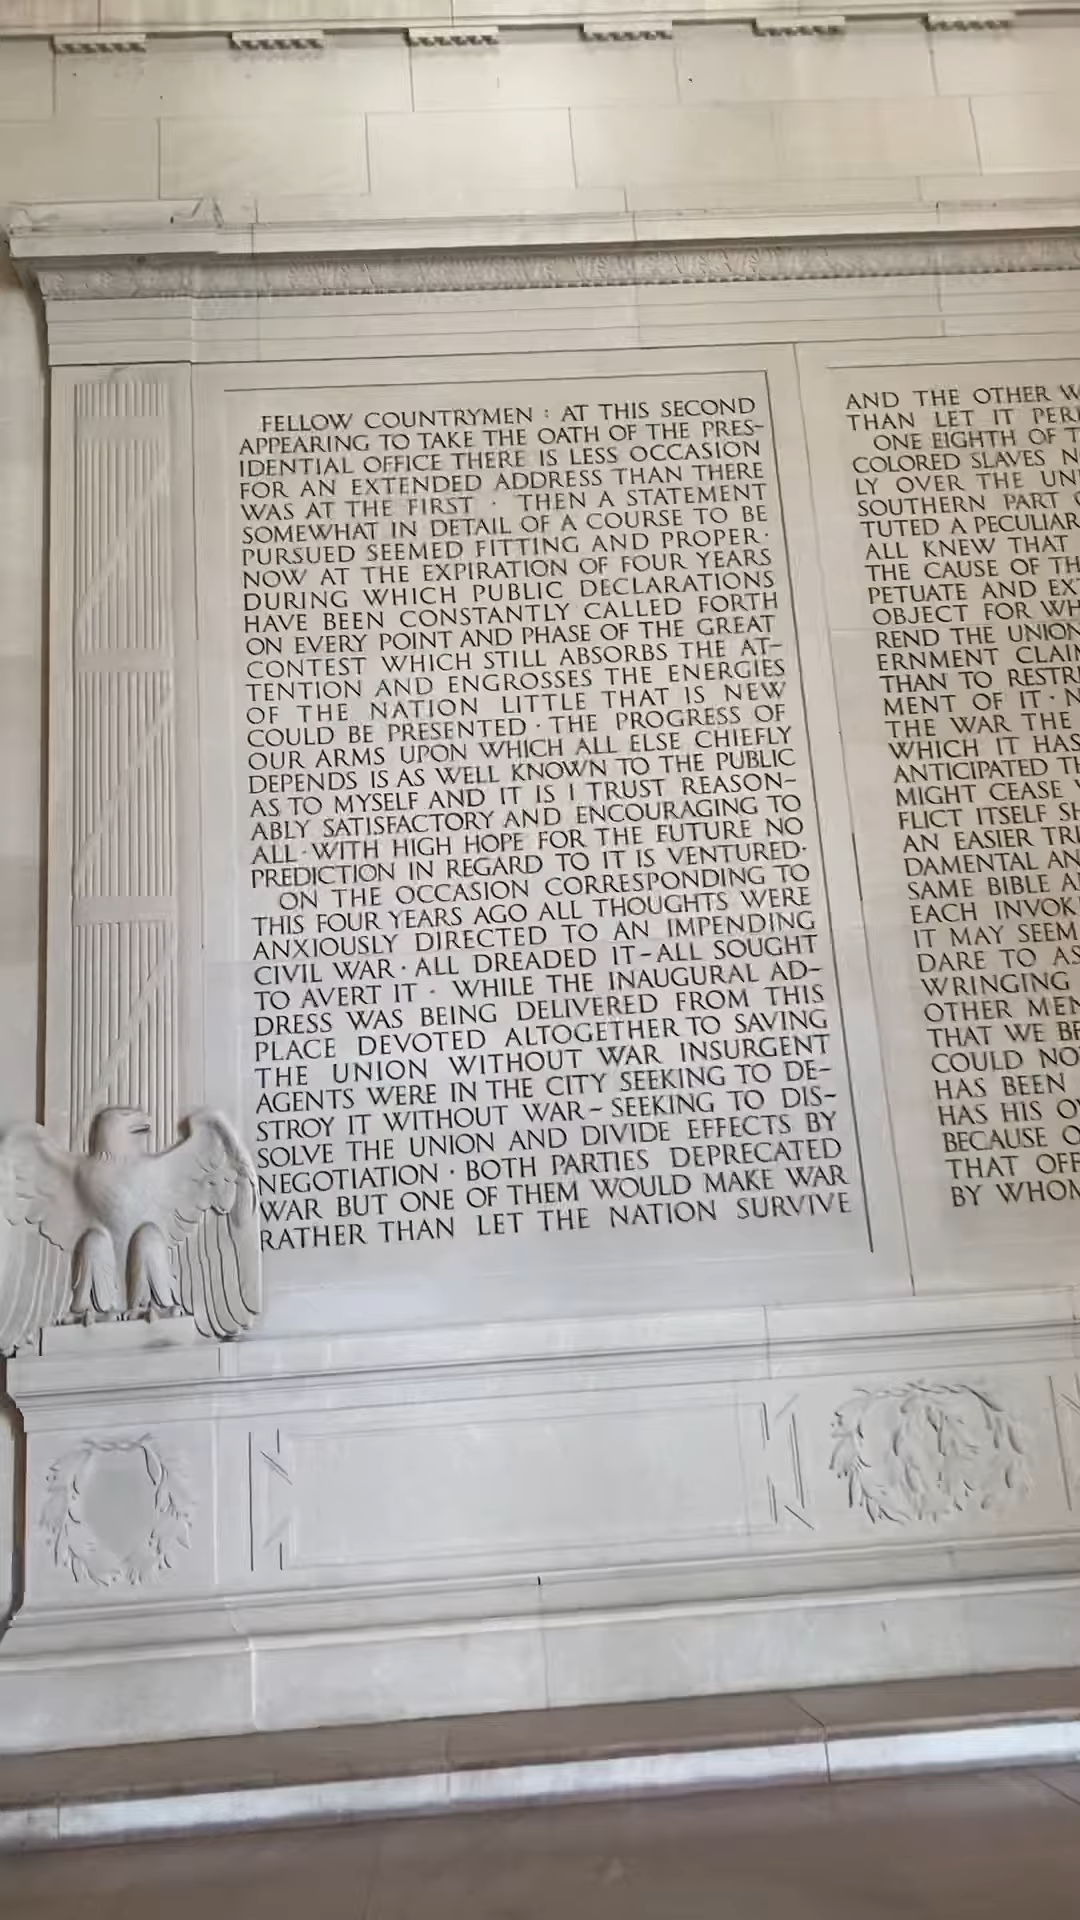 FELLOW COUNTRYMEN : AT THIS SECOND
APPEARING TO TAKE THE OATH OF THE PRES-
IDENTIAL OFFICE THERE IS LESS OCCASION
FOR AN EXTENDED ADDRESS THAN THERE
WAS AT THE FIRST · THEN A STATEMENT
SOMEWHAT IN DETAIL OF A COURSE TO BE
PURSUED SEEMED FITTING AND PROPER·
NOW AT THE EXPIRATION OF FOUR YEARS
DURING WHICH PUBLIC DECLARATIONS
HAVE BEEN CONSTANTLY CALLED FORTH
ON EVERY POINT AND PHASE OF THE GREAT
CONTEST WHICH STILL ABSORBS THE AT-
TENTION AND ENGROSSES THE ENERGIES
OF THE NATION LITTLE THAT IS NEW
COULD BE PRESENTED · THE PROGRESS OF
OUR ARMS UPON WHICH ALL ELSE CHIEFLY
DEPENDS IS AS WELL KNOWN TO THE PUBLIC
AS TO MYSELF AND IT IS I TRUST REASON-
ABLY SATISFACTORY AND ENCOURAGING TO
ALL · WITH HIGH HOPE FOR THE FUTURE NO
PREDICTION IN REGARD TO IT IS VENTURED·
ON THE OCCASION CORRESPONDING TO
THIS FOUR YEARS AGO ALL THOUGHTS WERE
ANXIOUSLY DIRECTED TO AN IMPENDING
CIVIL WAR · ALL DREADED IT-ALL SOUGHT
TO AVERT IT · WHILE THE INAUGURAL AD-
DRESS WAS BEING DELIVERED FROM THIS
PLACE DEVOTED ALTOGETHER TO SAVING
THE UNION WITHOUT WAR INSURGENT
AGENTS WERE IN THE CITY SEEKING TO DE-
STROY IT WITHOUT WAR-SEEKING TO DIS-
SOLVE THE UNION AND DIVIDE EFFECTS BY
NEGOTIATION · BOTH PARTIES DEPRECATED
WAR BUT ONE OF THEM WOULD MAKE WAR
RATHER THAN LET THE NATION SURVIVE
AND THE OTHER
THAN LET IT
ONE EIGHTH OF
COLORED SLAVES
LY OVER THE
SOUTHERN PART
TUTED A PECULIAR
ALL KNEW THAT
THE CAUSE OF
PETUATE AND
OBJECT FOR
REND THE UNION
ERNMENT
THAN TO
MENT OF IT ·
THE WAR THE
WHICH IT HAS
ANTICIPATED
MIGHT CEASE
FLICT ITSELF
AN EASIER
DAMENTAL
SAME BIBLE
EACH
IT MAY SEEM
DARE TO
WRINGING
OTHER
THAT WE
COULD
HAS BEEN
HAS HIS
BECAUSE
THAT
BY